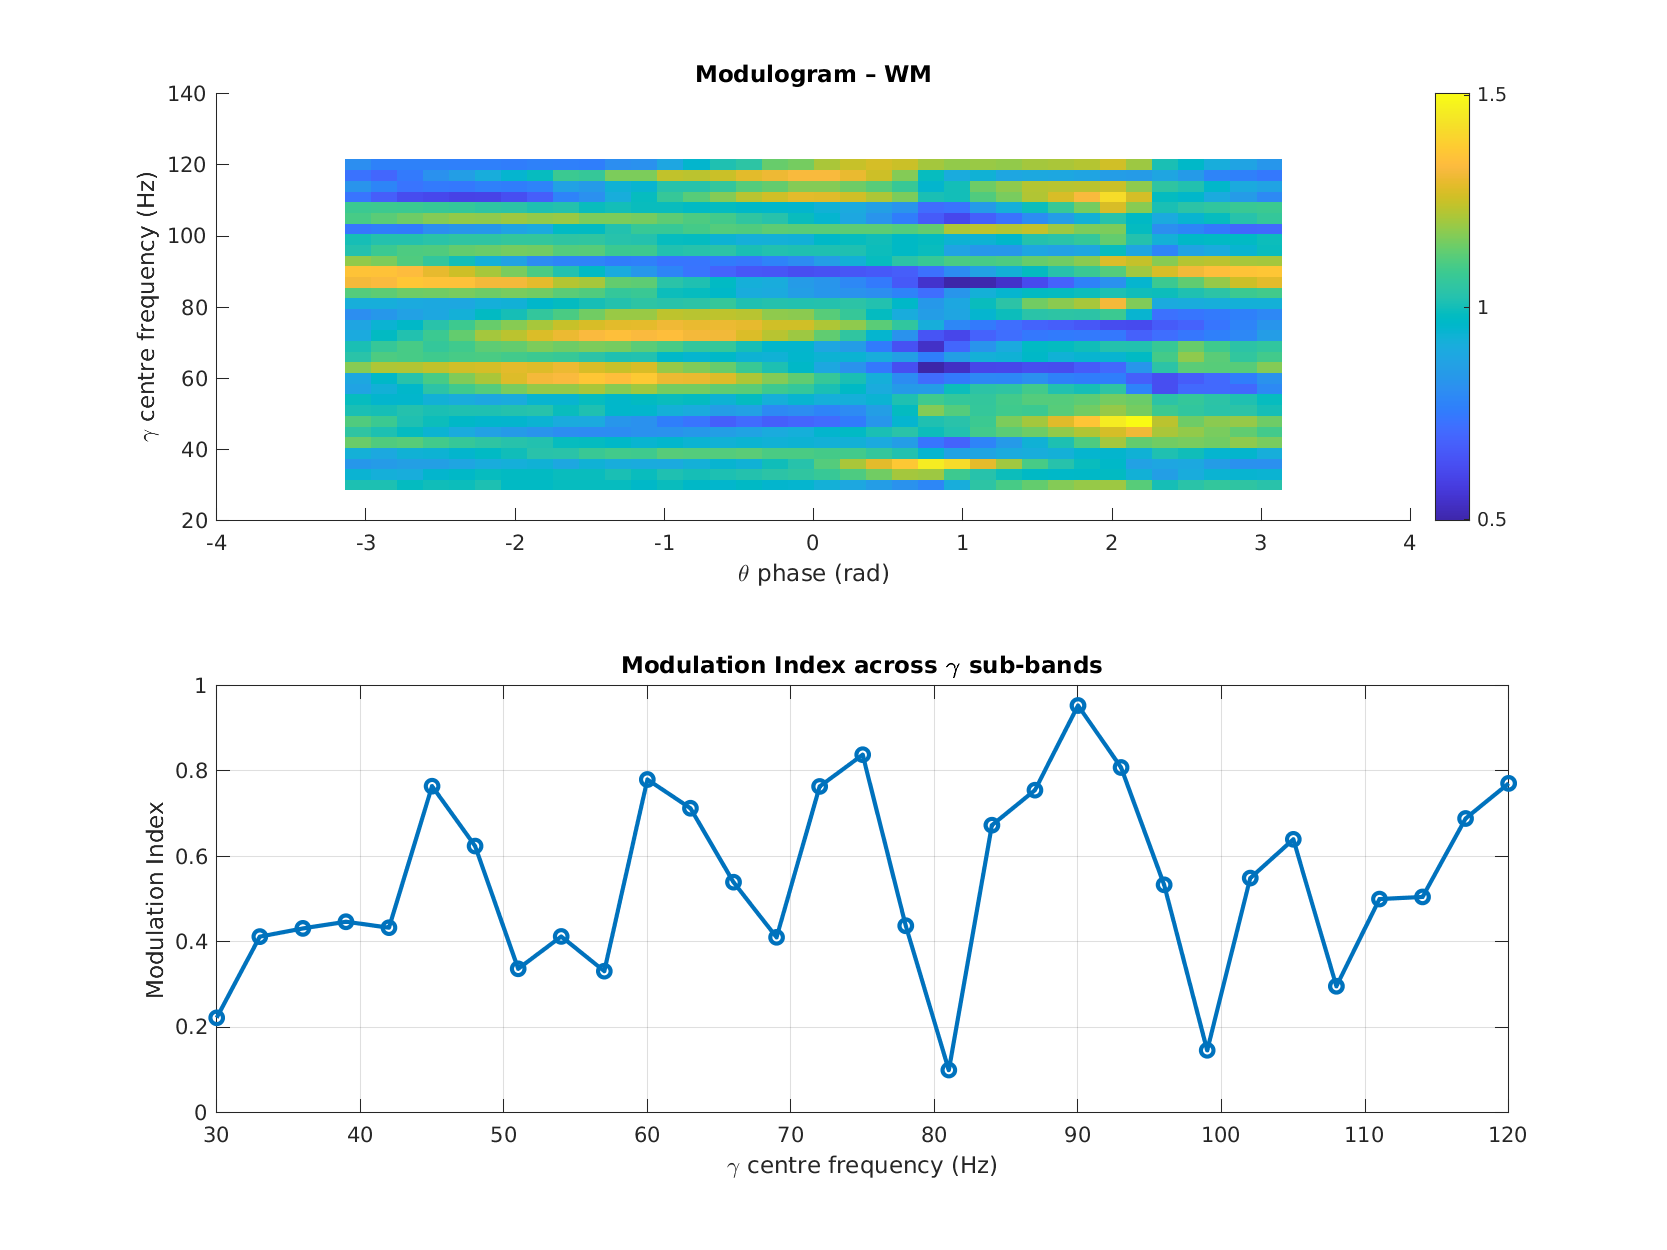 Modulogram – WM
γ centre frequency (Hz)
140
120
100
80
60
40
20
-4 -3 -2 -1 0 1 2 3 4
θ phase (rad)
1.5
1
0.5
Modulation Index across γ sub-bands
Modulation Index
1
0.8
0.6
0.4
0.2
0
30 40 50 60 70 80 90 100 110 120
γ centre frequency (Hz)